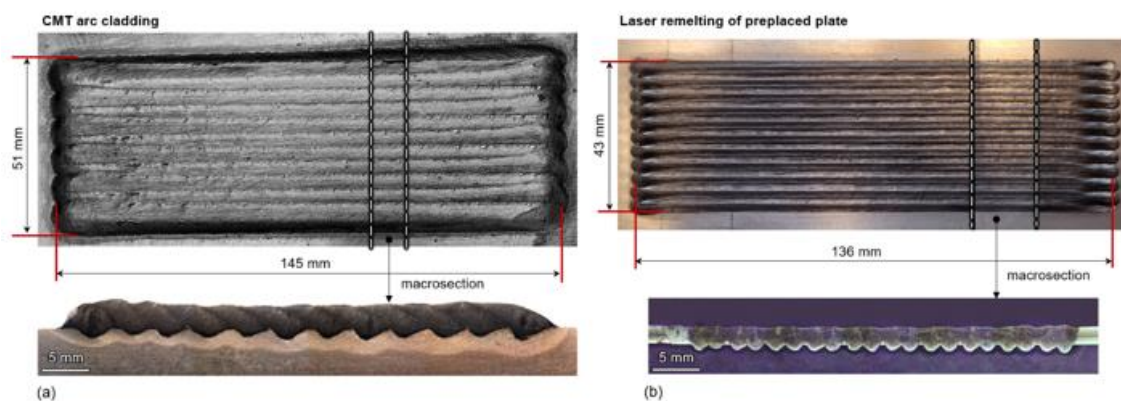 CMT arc cladding
51 mm
145 mm
macrosection
5 mm
(a)
Laser remelting of preplaced plate
43 mm
136 mm
macrosection
5 mm
(b)